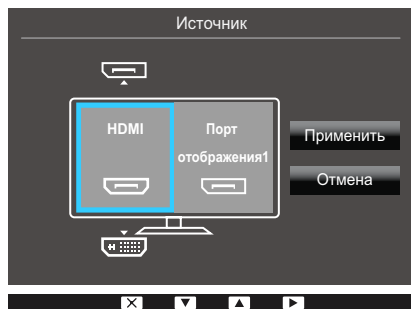 Источник
HDMI
Порт
отображения1
Применить
Отмена